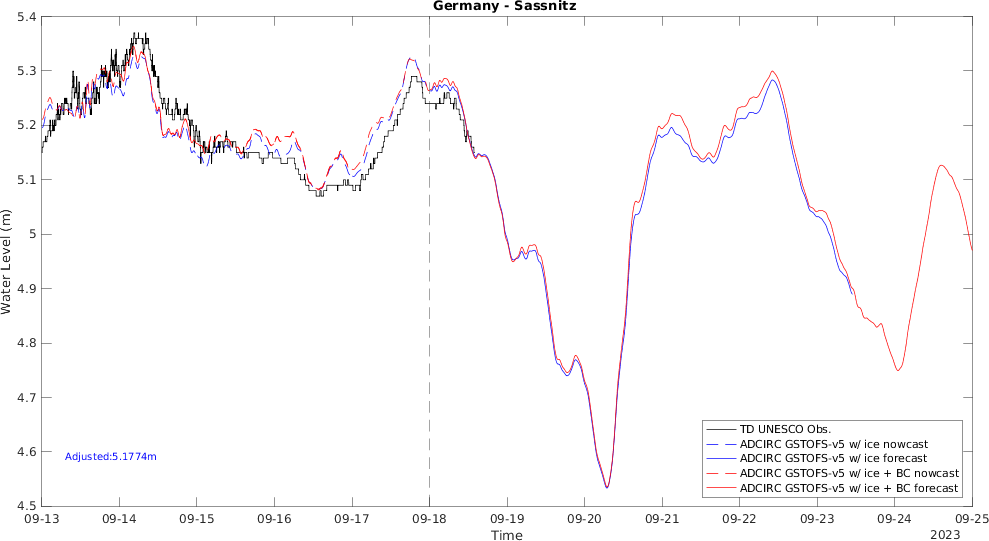 Germany - Sassnitz
5.4
5.3
5.2
5.1
5
4.9
4.8
4.7
4.6
4.5
Water Level (m)
Adjusted:5.1774m
TD UNESCO Obs.
ADCIRC GSTOFS-v5 w/ ice nowcast
ADCIRC GSTOFS-v5 w/ ice forecast
ADCIRC GSTOFS-v5 w/ ice + BC nowcast
ADCIRC GSTOFS-v5 w/ ice + BC forecast
09-13 09-14 09-15 09-16 09-17 09-18 09-19 09-20 09-21 09-22 09-23 09-24 09-25
Time
2023